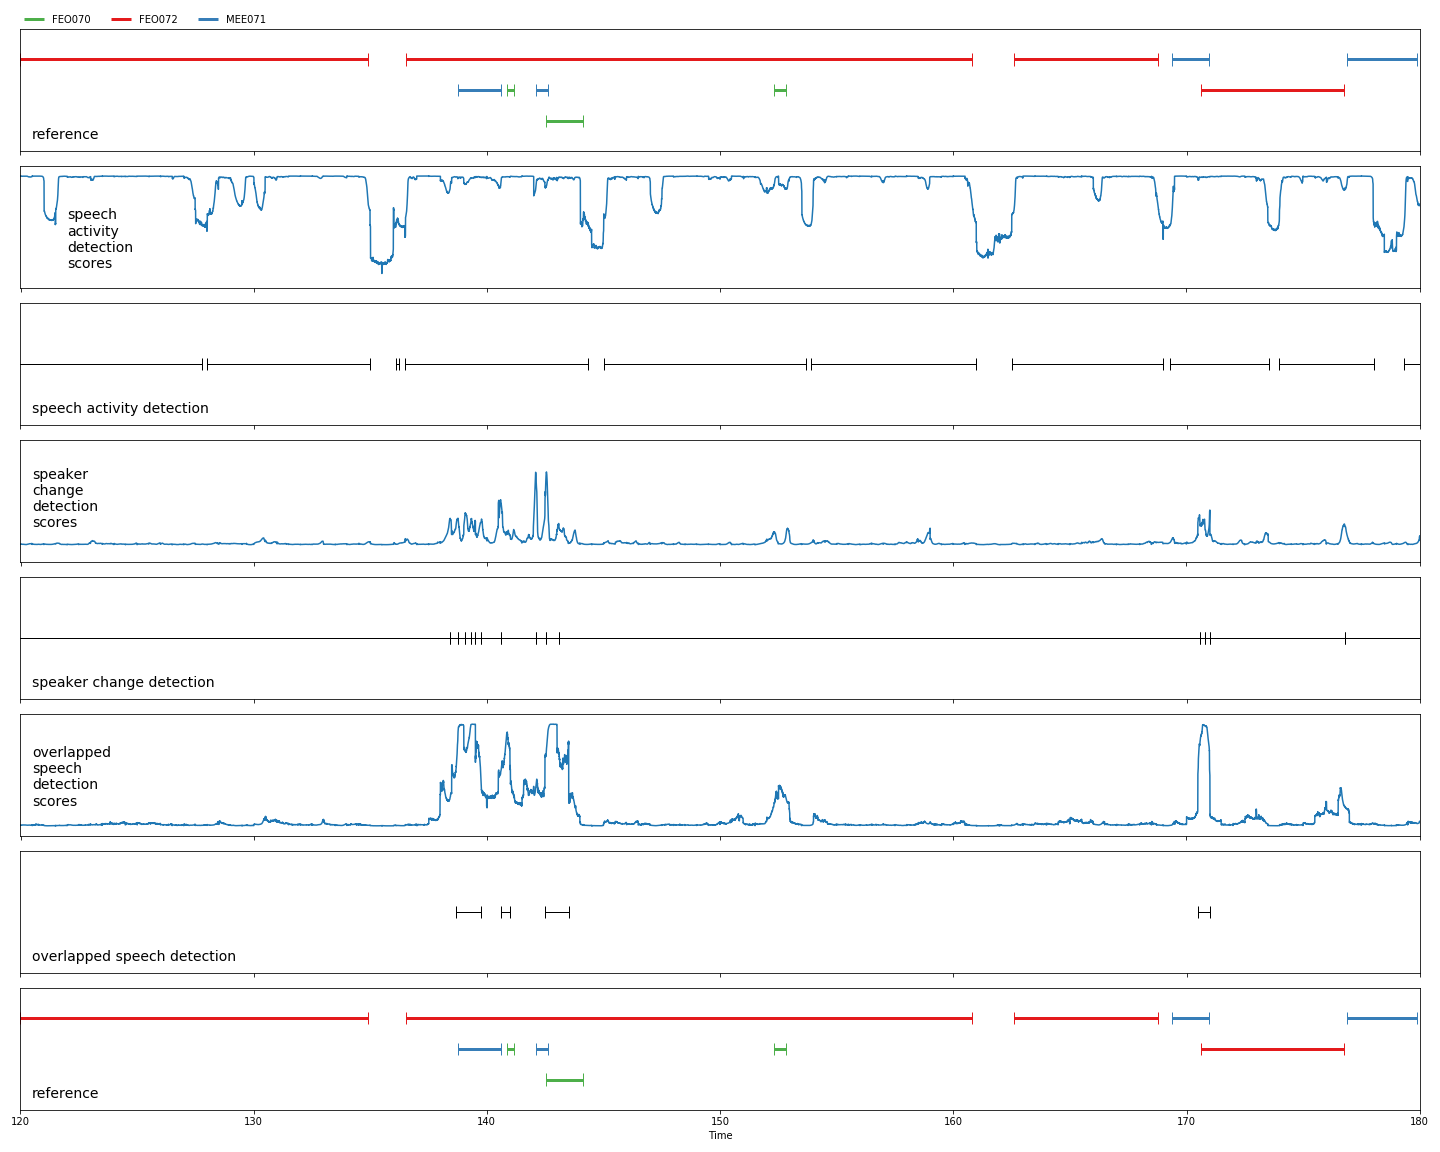 FEO070 FEO072 MEE071
reference
speech
activity
detection
scores
speech activity detection
speaker
change
detection
scores
speaker change detection
overlapped
speech
detection
scores
overlapped speech detection
reference
120 130 140 150 160 170 180
Time